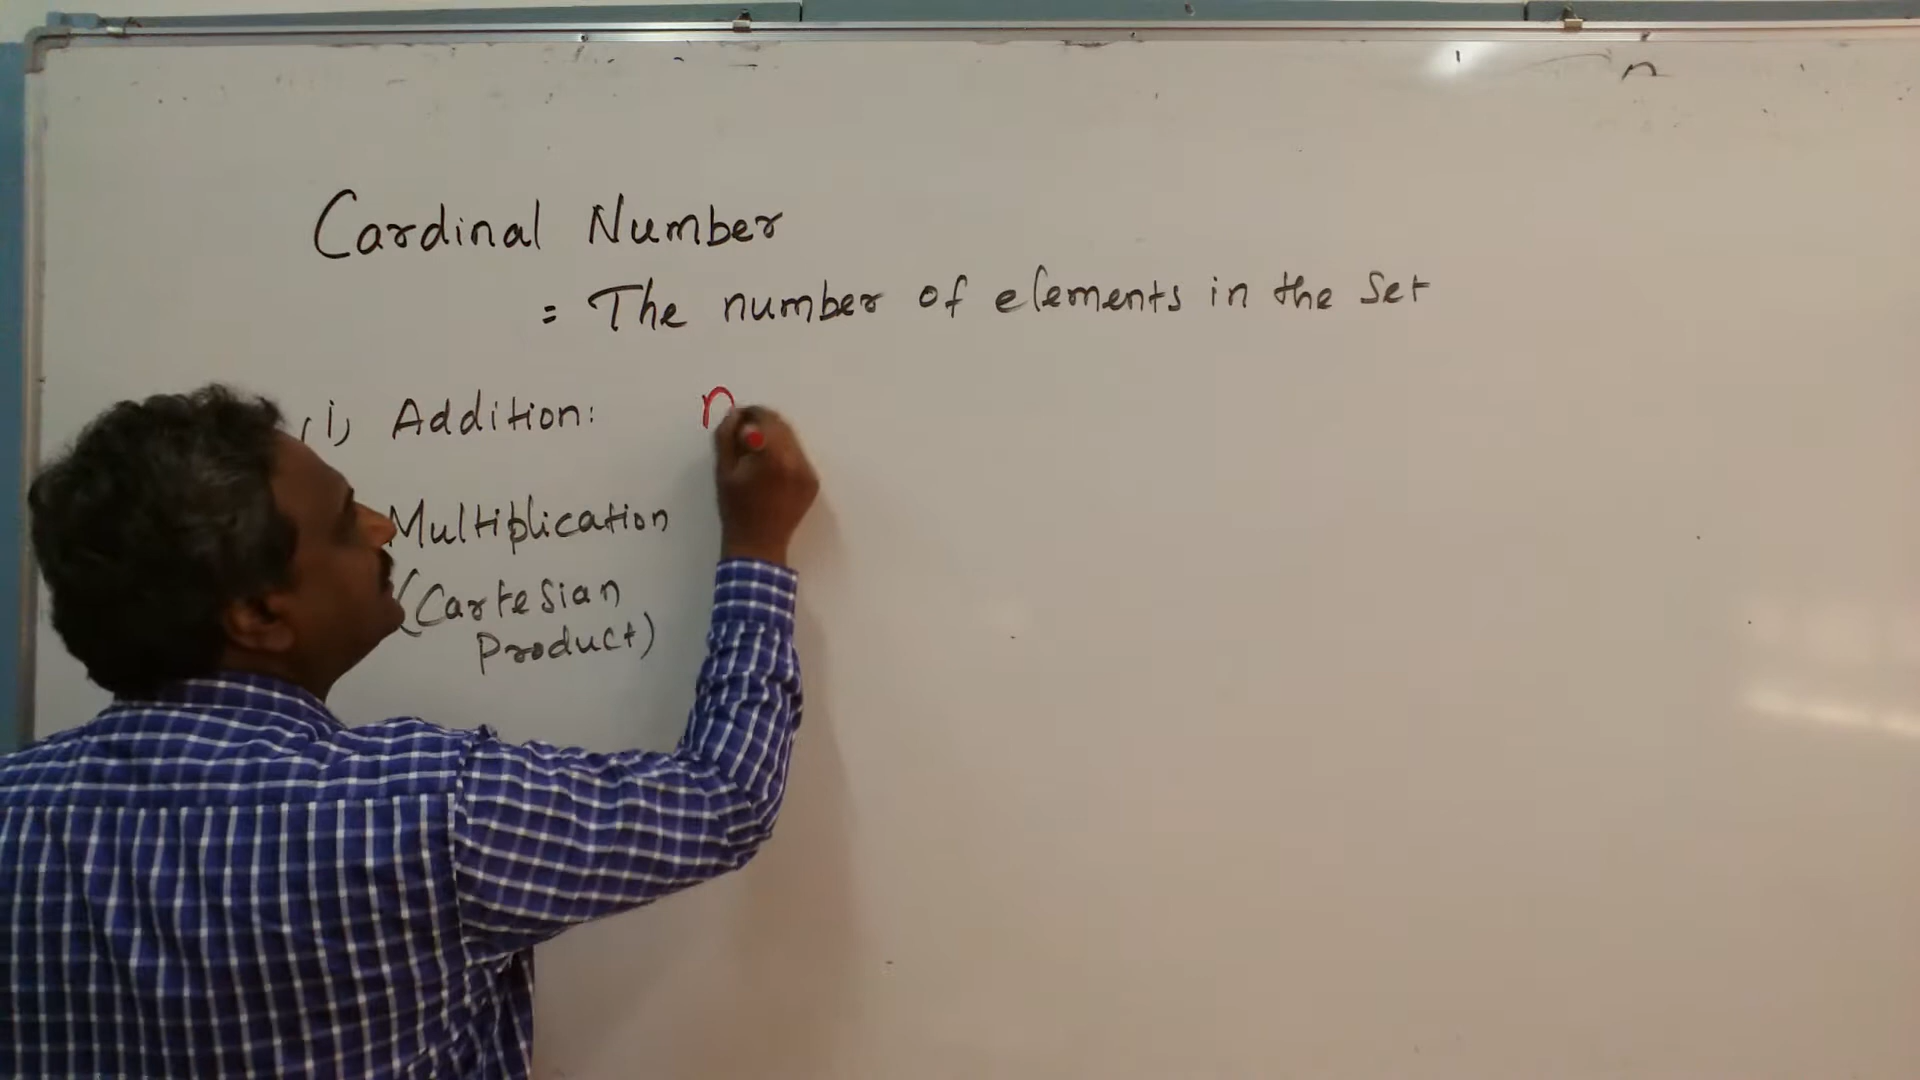 Cardinal Number
= The number of elements in the Set
(i) Addition: n
Multiplication
(Cartesian
Product)